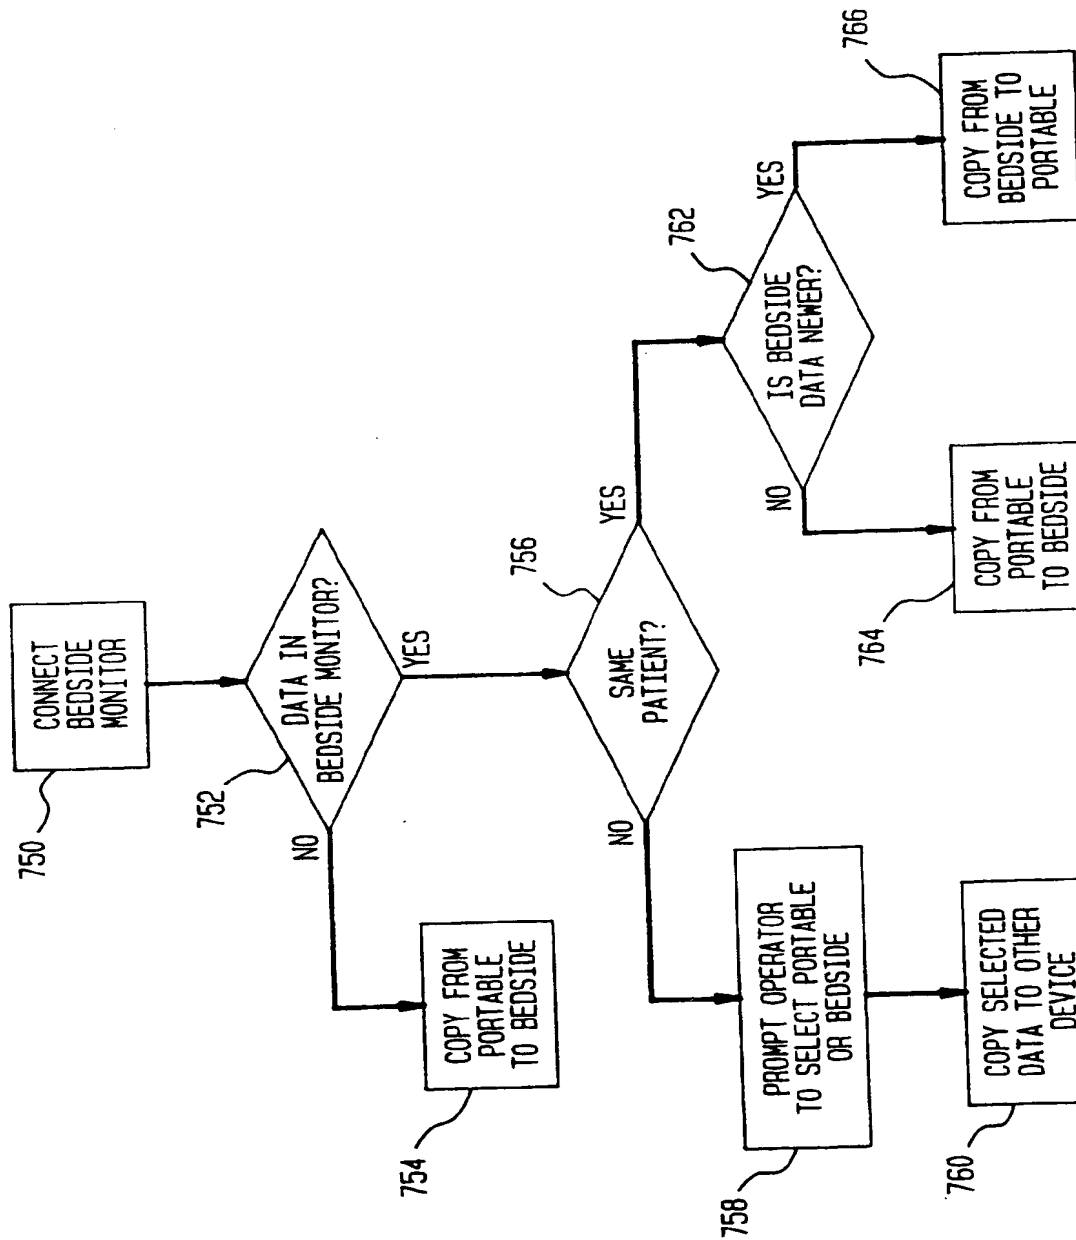 750
CONNECT
BEDSIDE
MONITOR
752
DATA IN
BEDSIDE MONITOR?
NO
YES
754
COPY FROM
PORTABLE
TO BEDSIDE
756
SAME
PATIENT?
NO
YES
758
PROMPT OPERATOR
TO SELECT PORTABLE
OR BEDSIDE
760
COPY SELECTED
DATA TO OTHER
DEVICE
762
IS BEDSIDE
DATA NEWER?
NO
YES
764
COPY FROM
PORTABLE
TO BEDSIDE
766
COPY FROM
BEDSIDE TO
PORTABLE